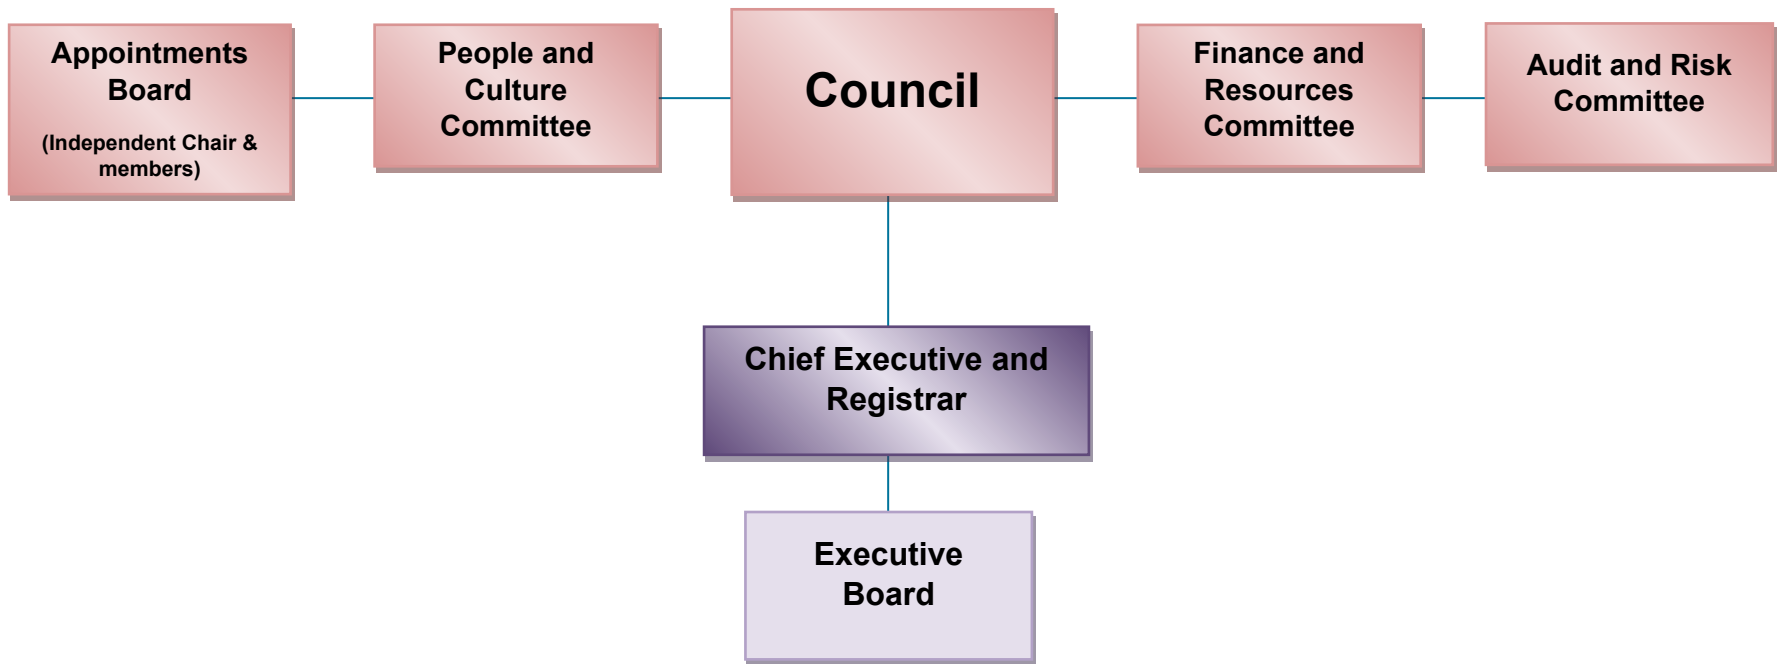 Appointments
Board
(Independent Chair &
members)
People and
Culture
Committee
Council
Finance and
Resources
Committee
Audit and Risk
Committee
Chief Executive and
Registrar
Executive
Board